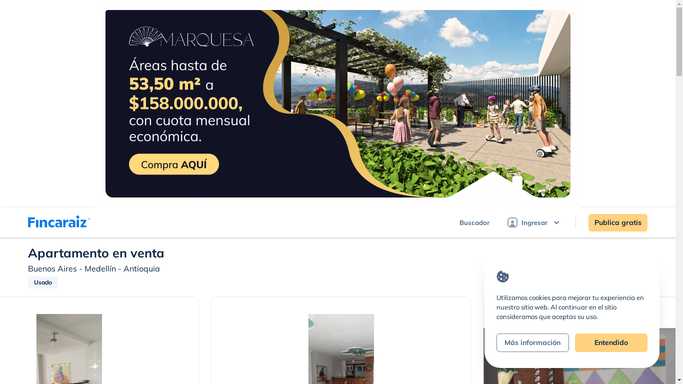 MARQUESA
Áreas hasta de
53,50 m² a
$158.000.000,
con cuota mensual
económica.
Compra AQUÍ
Fincaraiz
Buscador
Ingresar
Publica gratis
Apartamento en venta
Buenos Aires - Medellín - Antioquia
Usado
Utilizamos cookies para mejorar tu experiencia en
nuestro sitio web. Al continuar en el sitio
consideramos que aceptas su uso.
Más información
Entendido